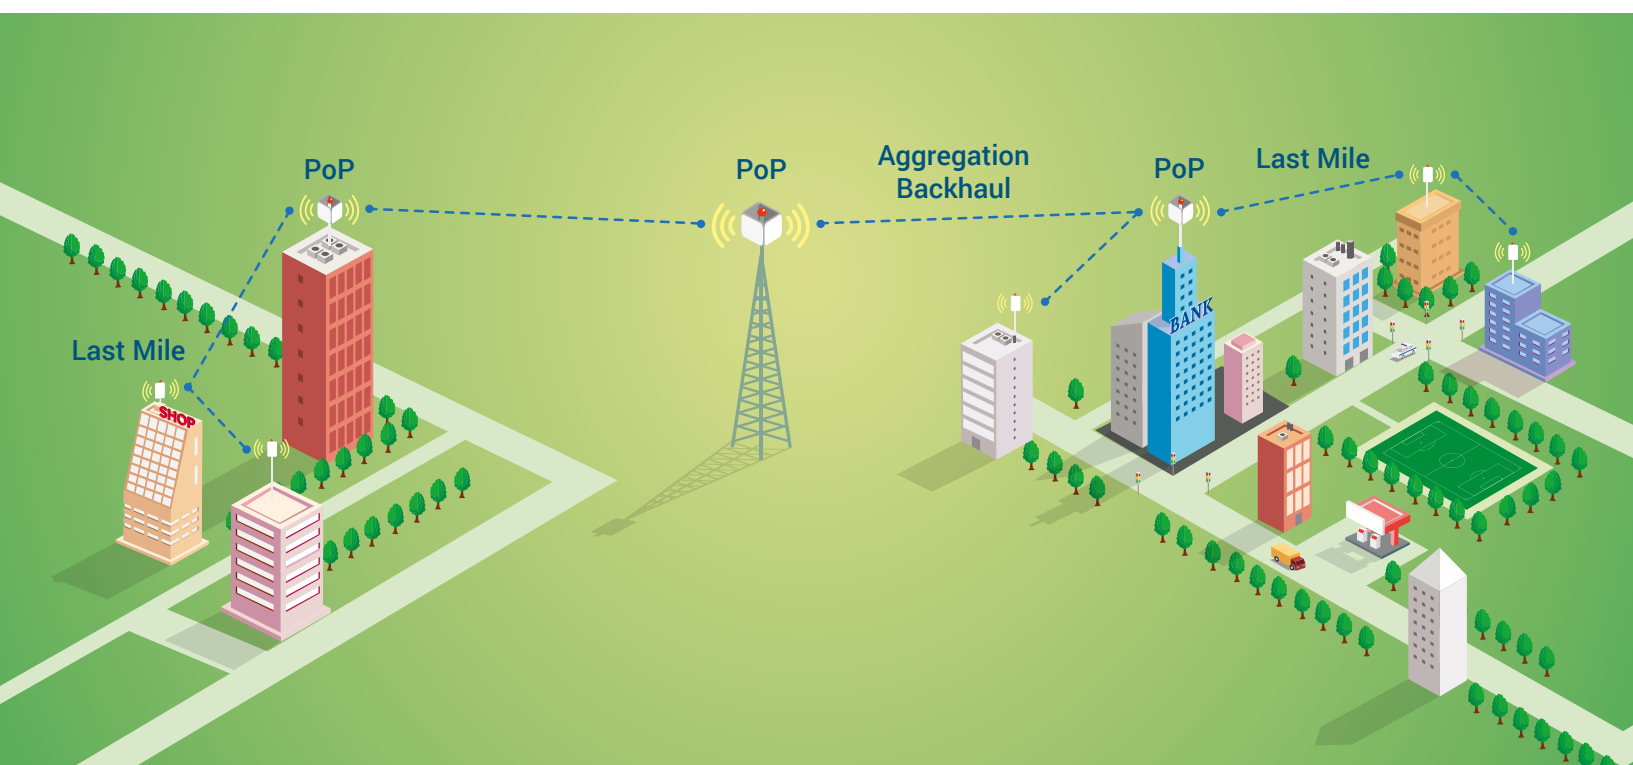 PoP
PoP
Aggregation
Backhaul
PoP
Last Mile
BANK
Last Mile
SHOP